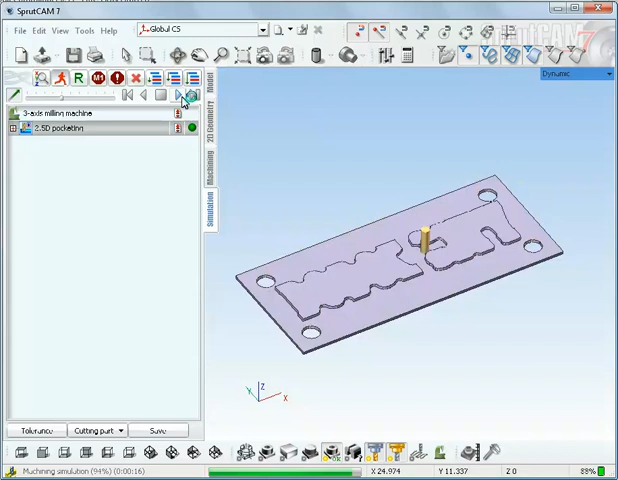 SprutCAM 7
File Edit View Tools Help
Global CS
SprutCAM
7
Dynamic
R
Model
2D Geometry
Machining
Simulation
3-axis milling machine
2.5D pocketing
Z
Y
X
Tolerance
Cutting part
Save
Machining simulation (94%) (0:00:16)
X 24.974
Y 11.337
Z 0
88%